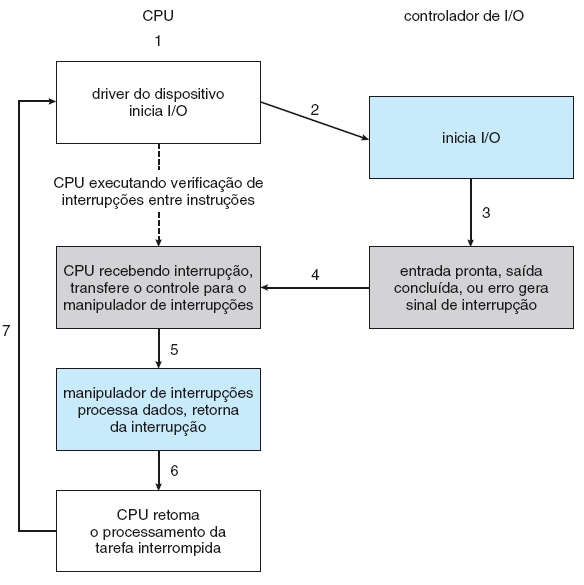 CPU
controlador de I/O
1
driver do dispositivo
inicia I/O
2
inicia I/O
CPU executando verificação de
interrupções entre instruções
3
CPU recebendo interrupção,
transfere o controle para o
manipulador de interrupções
4
entrada pronta, saída
concluída, ou erro gera
sinal de interrupção
5
7
manipulador de interrupções
processa dados, retorna
da interrupção
6
CPU retoma
o processamento da
tarefa interrompida